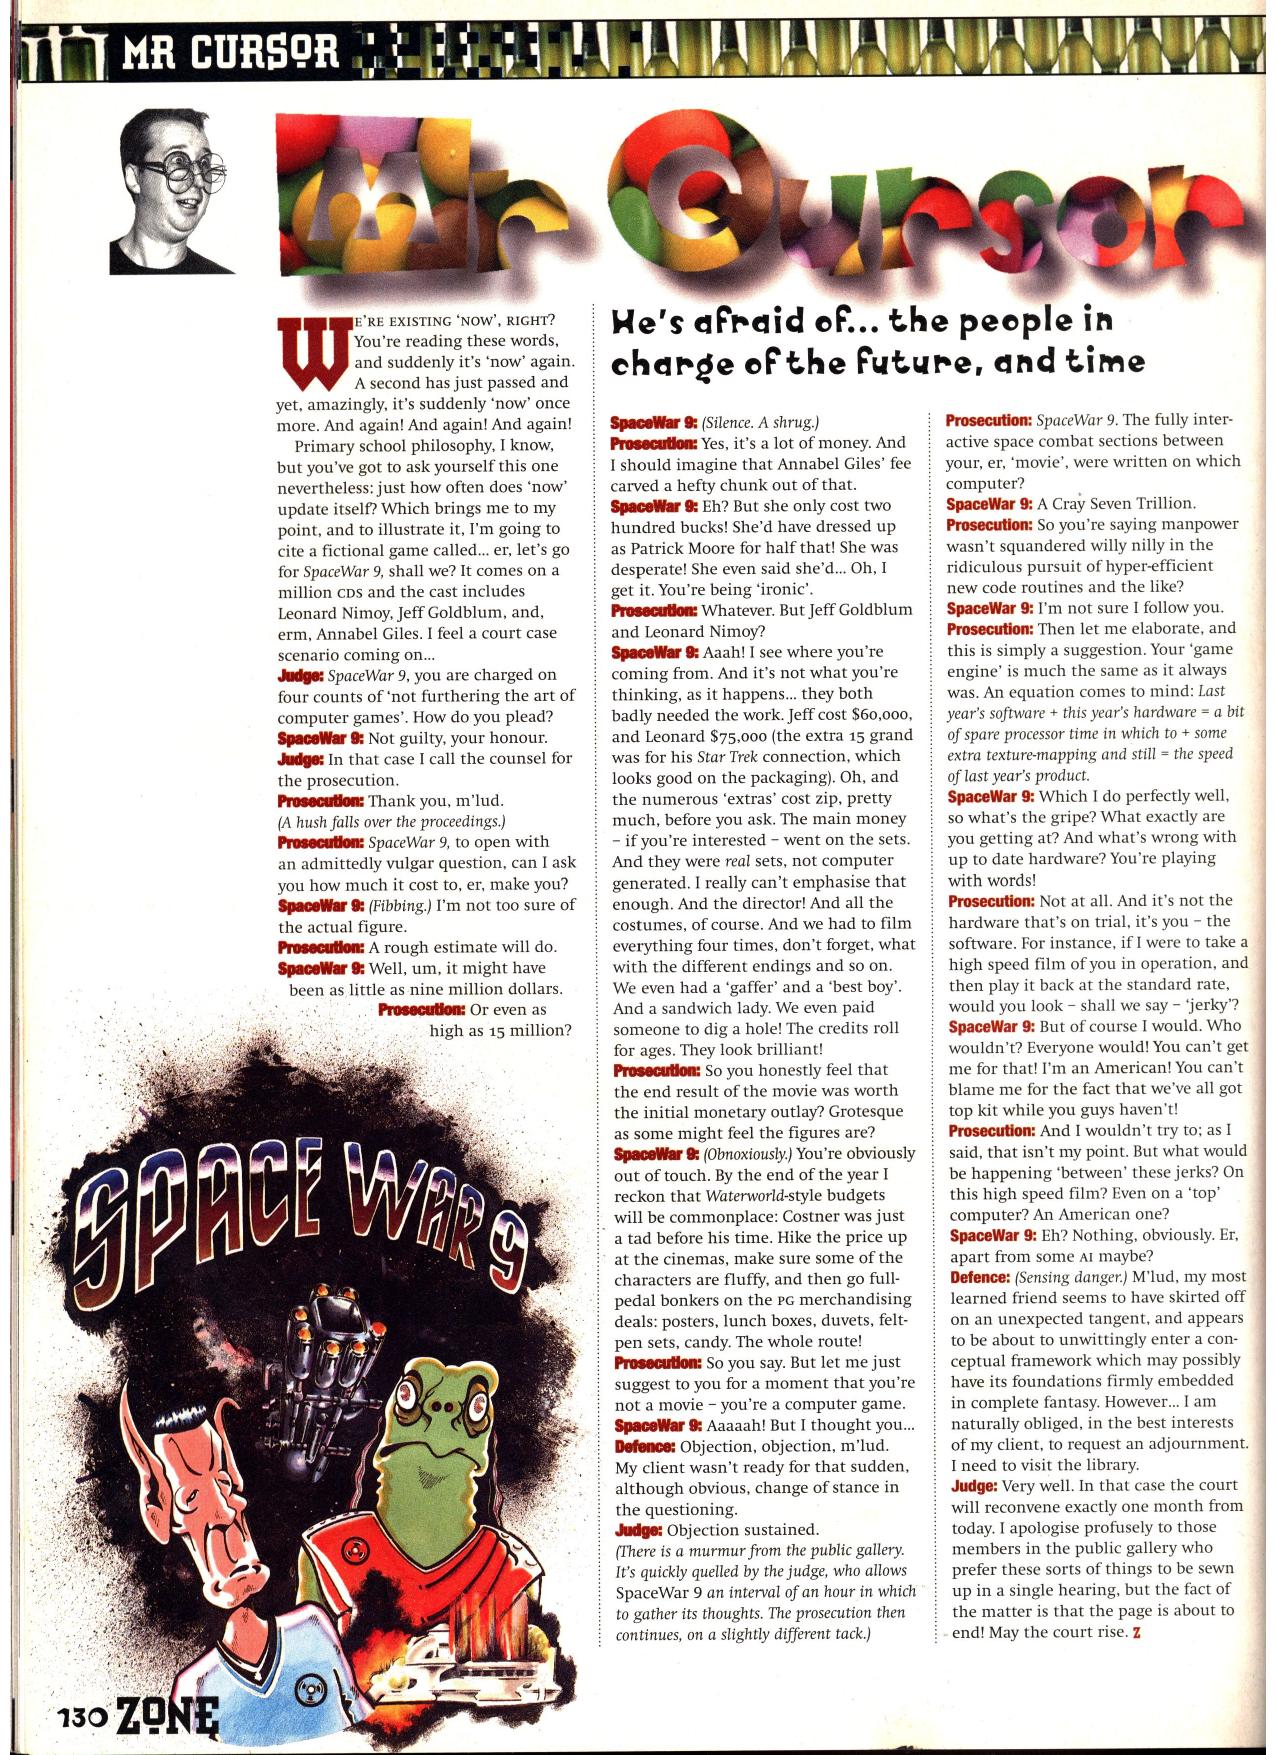 MR CURSOR
Mr Cursor
He's afraid of... the people in
charge of the future, and time
WE'RE EXISTING 'NOW', RIGHT?
You're reading these words,
and suddenly it's 'now' again.
A second has just passed and
yet, amazingly, it's suddenly 'now' once
more. And again! And again! And again!
Primary school philosophy, I know,
but you've got to ask yourself this one
nevertheless: just how often does 'now'
update itself? Which brings me to my
point, and to illustrate it, I'm going to
cite a fictional game called... er, let's go
for SpaceWar 9, shall we? It comes on a
million CDS and the cast includes
Leonard Nimoy, Jeff Goldblum, and,
erm, Annabel Giles. I feel a court case
scenario coming on...
Judge: SpaceWar 9, you are charged on
four counts of 'not furthering the art of
computer games'. How do you plead?
SpaceWar 9: Not guilty, your honour.
Judge: In that case I call the counsel for
the prosecution.
Prosecution: Thank you, m'lud.
(A hush falls over the proceedings.)
Prosecution: SpaceWar 9, to open with
an admittedly vulgar question, can I ask
you how much it cost to, er, make you?
SpaceWar 9: (Fibbing.) I'm not too sure of
the actual figure.
Prosecution: A rough estimate will do.
SpaceWar 9: Well, um, it might have
been as little as nine million dollars.
Prosecution: Or even as
high as 15 million?
SpaceWar 9: (Silence. A shrug.)
Prosecution: Yes, it's a lot of money. And
I should imagine that Annabel Giles' fee
carved a hefty chunk out of that.
SpaceWar 9: Eh? But she only cost two
hundred bucks! She'd have dressed up
as Patrick Moore for half that! She was
desperate! She even said she'd... Oh, I
get it. You're being 'ironic'.
Prosecution: Whatever. But Jeff Goldblum
and Leonard Nimoy?
SpaceWar 9: Aaah! I see where you're
coming from. And it's not what you're
thinking, as it happens... they both
badly needed the work. Jeff cost $60,000,
and Leonard $75,000 (the extra 15 grand
was for his Star Trek connection, which
looks good on the packaging). Oh, and
the numerous 'extras' cost zip, pretty
much, before you ask. The main money
– if you're interested – went on the sets.
And they were real sets, not computer
generated. I really can't emphasise that
enough. And the director! And all the
costumes, of course. And we had to film
everything four times, don't forget, what
with the different endings and so on.
We even had a 'gaffer' and a 'best boy'.
And a sandwich lady. We even paid
someone to dig a hole! The credits roll
for ages. They look brilliant!
Prosecution: So you honestly feel that
the end result of the movie was worth
the initial monetary outlay? Grotesque
as some might feel the figures are?
SpaceWar 9: (Obnoxiously.) You're obviously
out of touch. By the end of the year I
reckon that Waterworld-style budgets
will be commonplace: Costner was just
a tad before his time. Hike the price up
at the cinemas, make sure some of the
characters are fluffy, and then go full-
pedal bonkers on the PG merchandising
deals: posters, lunch boxes, duvets, felt-
pen sets, candy. The whole route!
Prosecution: So you say. But let me just
suggest to you for a moment that you're
not a movie – you're a computer game.
SpaceWar 9: Aaaaah! But I thought you...
Defence: Objection, objection, m'lud.
My client wasn't ready for that sudden,
although obvious, change of stance in
the questioning.
Judge: Objection sustained.
(There is a murmur from the public gallery.
It's quickly quelled by the judge, who allows
SpaceWar 9 an interval of an hour in which
to gather its thoughts. The prosecution then
continues, on a slightly different tack.)
Prosecution: SpaceWar 9. The fully inter-
active space combat sections between
your, er, 'movie', were written on which
computer?
SpaceWar 9: A Cray Seven Trillion.
Prosecution: So you're saying manpower
wasn't squandered willy nilly in the
ridiculous pursuit of hyper-efficient
new code routines and the like?
SpaceWar 9: I'm not sure I follow you.
Prosecution: Then let me elaborate, and
this is simply a suggestion. Your 'game
engine' is much the same as it always
was. An equation comes to mind: Last
year's software + this year's hardware = a bit
of spare processor time in which to + some
extra texture-mapping and still = the speed
of last year's product.
SpaceWar 9: Which I do perfectly well,
so what's the gripe? What exactly are
you getting at? And what's wrong with
up to date hardware? You're playing
with words!
Prosecution: Not at all. And it's not the
hardware that's on trial, it's you – the
software. For instance, if I were to take a
high speed film of you in operation, and
then play it back at the standard rate,
would you look – shall we say – 'jerky'?
SpaceWar 9: But of course I would. Who
wouldn't? Everyone would! You can't get
me for that! I'm an American! You can't
blame me for the fact that we've all got
top kit while you guys haven't!
Prosecution: And I wouldn't try to; as I
said, that isn't my point. But what would
be happening 'between' these jerks? On
this high speed film? Even on a 'top'
computer? An American one?
SpaceWar 9: Eh? Nothing, obviously. Er,
apart from some AI maybe?
Defence: (Sensing danger.) M'lud, my most
learned friend seems to have skirted off
on an unexpected tangent, and appears
to be about to unwittingly enter a con-
ceptual framework which may possibly
have its foundations firmly embedded
in complete fantasy. However... I am
naturally obliged, in the best interests
of my client, to request an adjournment.
I need to visit the library.
Judge: Very well. In that case the court
will reconvene exactly one month from
today. I apologise profusely to those
members in the public gallery who
prefer these sorts of things to be sewn
up in a single hearing, but the fact of
the matter is that the page is about to
end! May the court rise. Z
SPACE WAR 9
130 ZONE